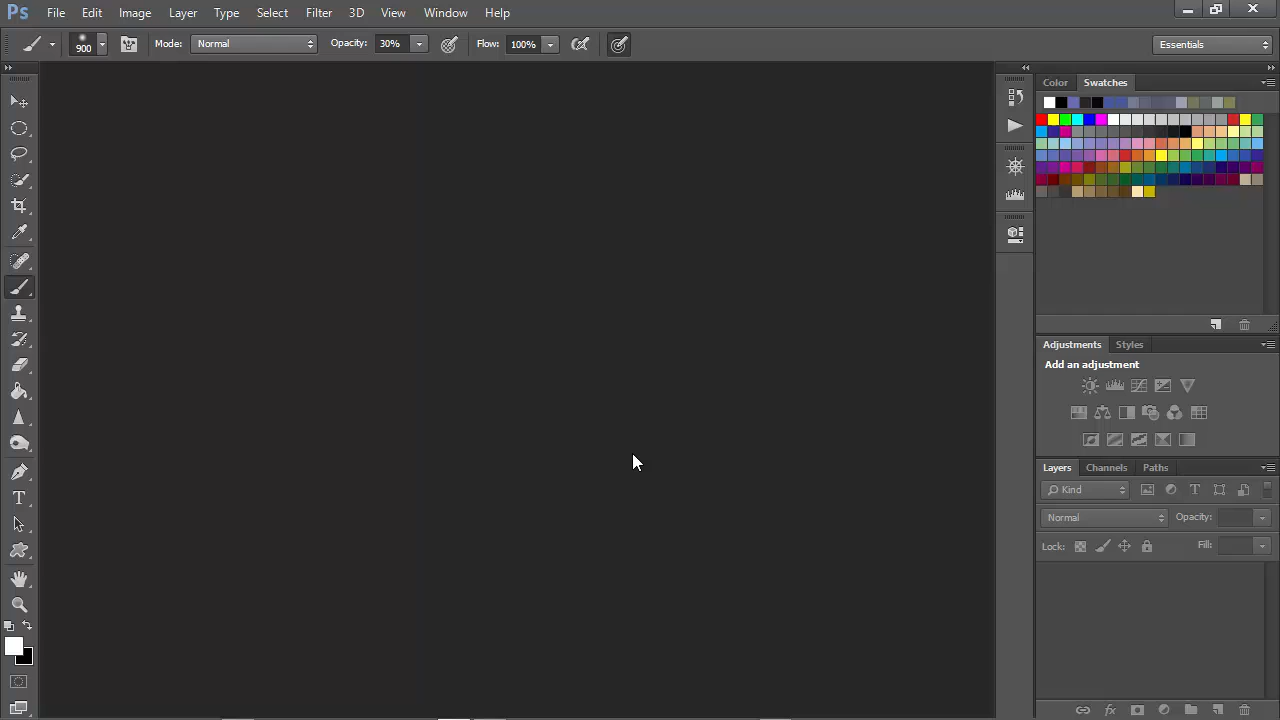 Ps File Edit Image Layer Type Select Filter 3D View Window Help
900 Mode: Normal Opacity: 30% Flow: 100% Essentials
Color Swatches
Adjustments Styles
Add an adjustment
Layers Channels Paths
Kind T
Normal Opacity:
Lock: Fill:
T
fx